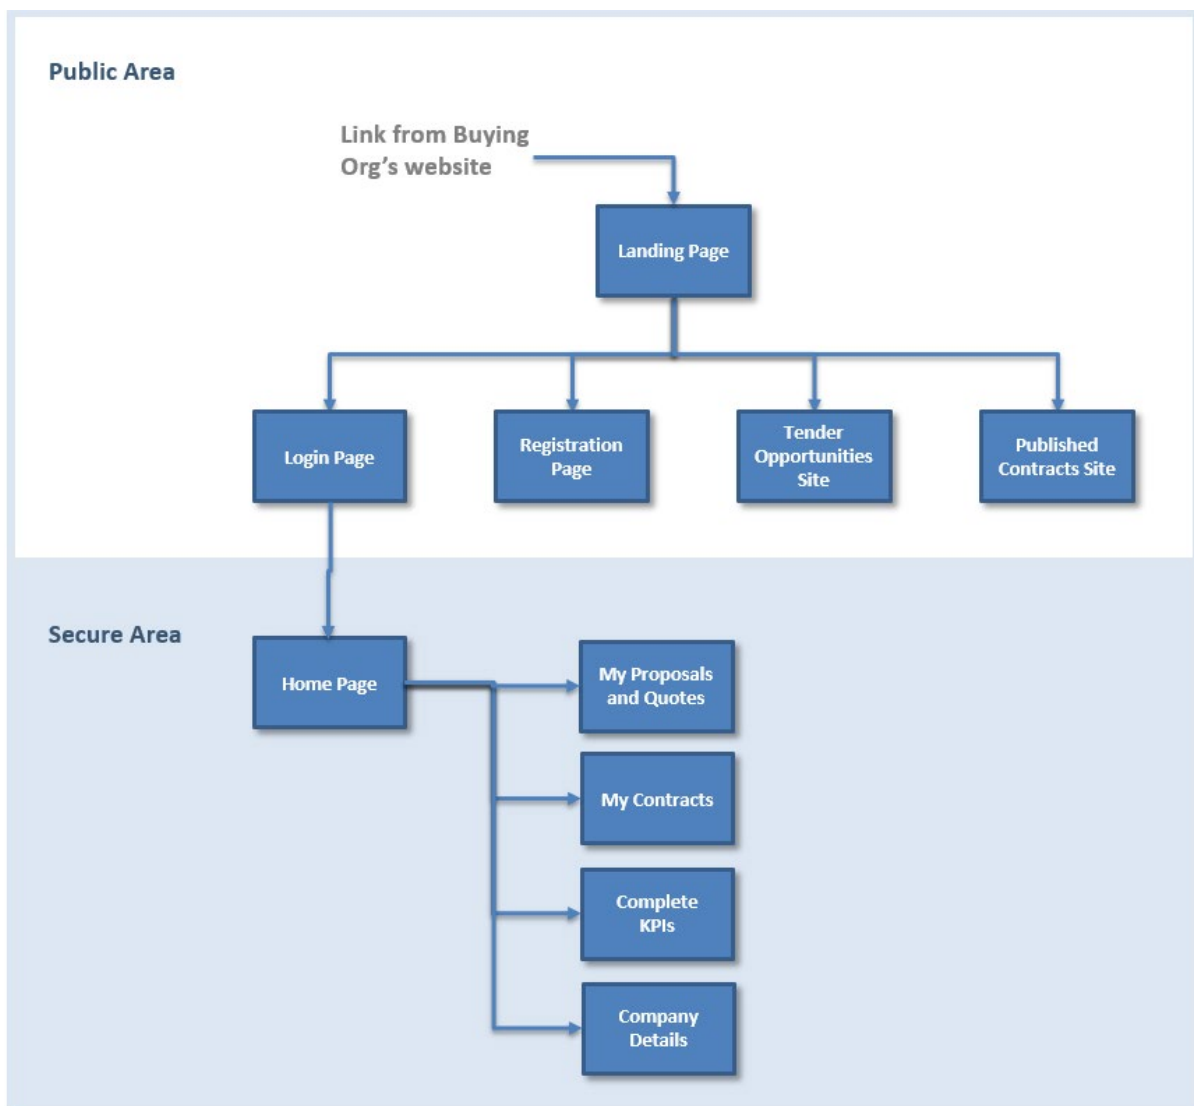 Public Area
Link from Buying
Org's website
Landing Page
Login Page
Registration
Page
Tender
Opportunities
Site
Published
Contracts Site
Secure Area
Home Page
My Proposals
and Quotes
My Contracts
Complete
KPIs
Company
Details